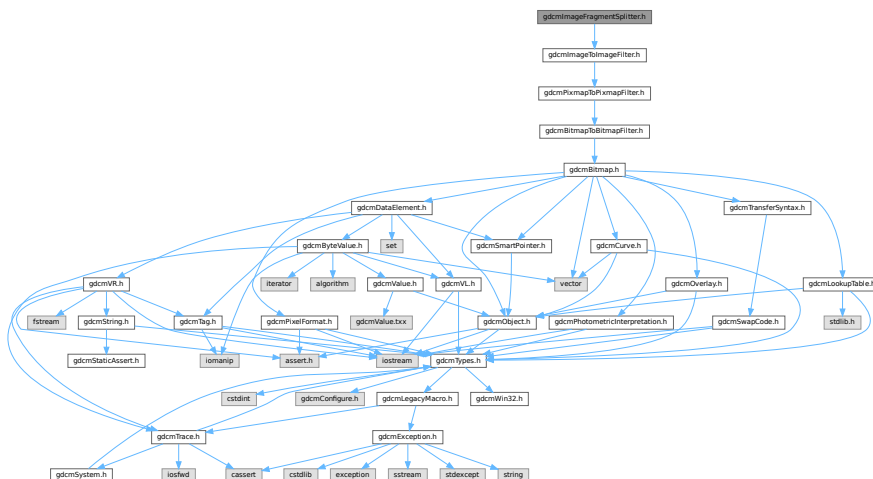 gdcmImageFragmentSplitter.h
gdcmImageToImageFilter.h
gdcmPixmapToPixmapFilter.h
gdcmBitmapToBitmapFilter.h
gdcmBitmap.h
gdcmDataElement.h
gdcmTransferSyntax.h
gdcmByteValue.h
set
gdcmSmartPointer.h
gdcmCurve.h
gdcmVR.h
iterator
algorithm
gdcmValue.h
gdcmVL.h
vector
gdcmOverlay.h
gdcmLookupTable.h
fstream
gdcmString.h
gdcmTag.h
gdcmPixelFormat.h
gdcmValue.txx
gdcmObject.h
gdcmPhotometricInterpretation.h
gdcmSwapCode.h
stdlib.h
gdcmStaticAssert.h
iomanip
assert.h
iostream
gdcmTypes.h
cstdint
gdcmConfigure.h
gdcmLegacyMacro.h
gdcmWin32.h
gdcmTrace.h
gdcmException.h
gdcmSystem.h
iosfwd
cassert
cstdlib
exception
sstream
stdexcept
string